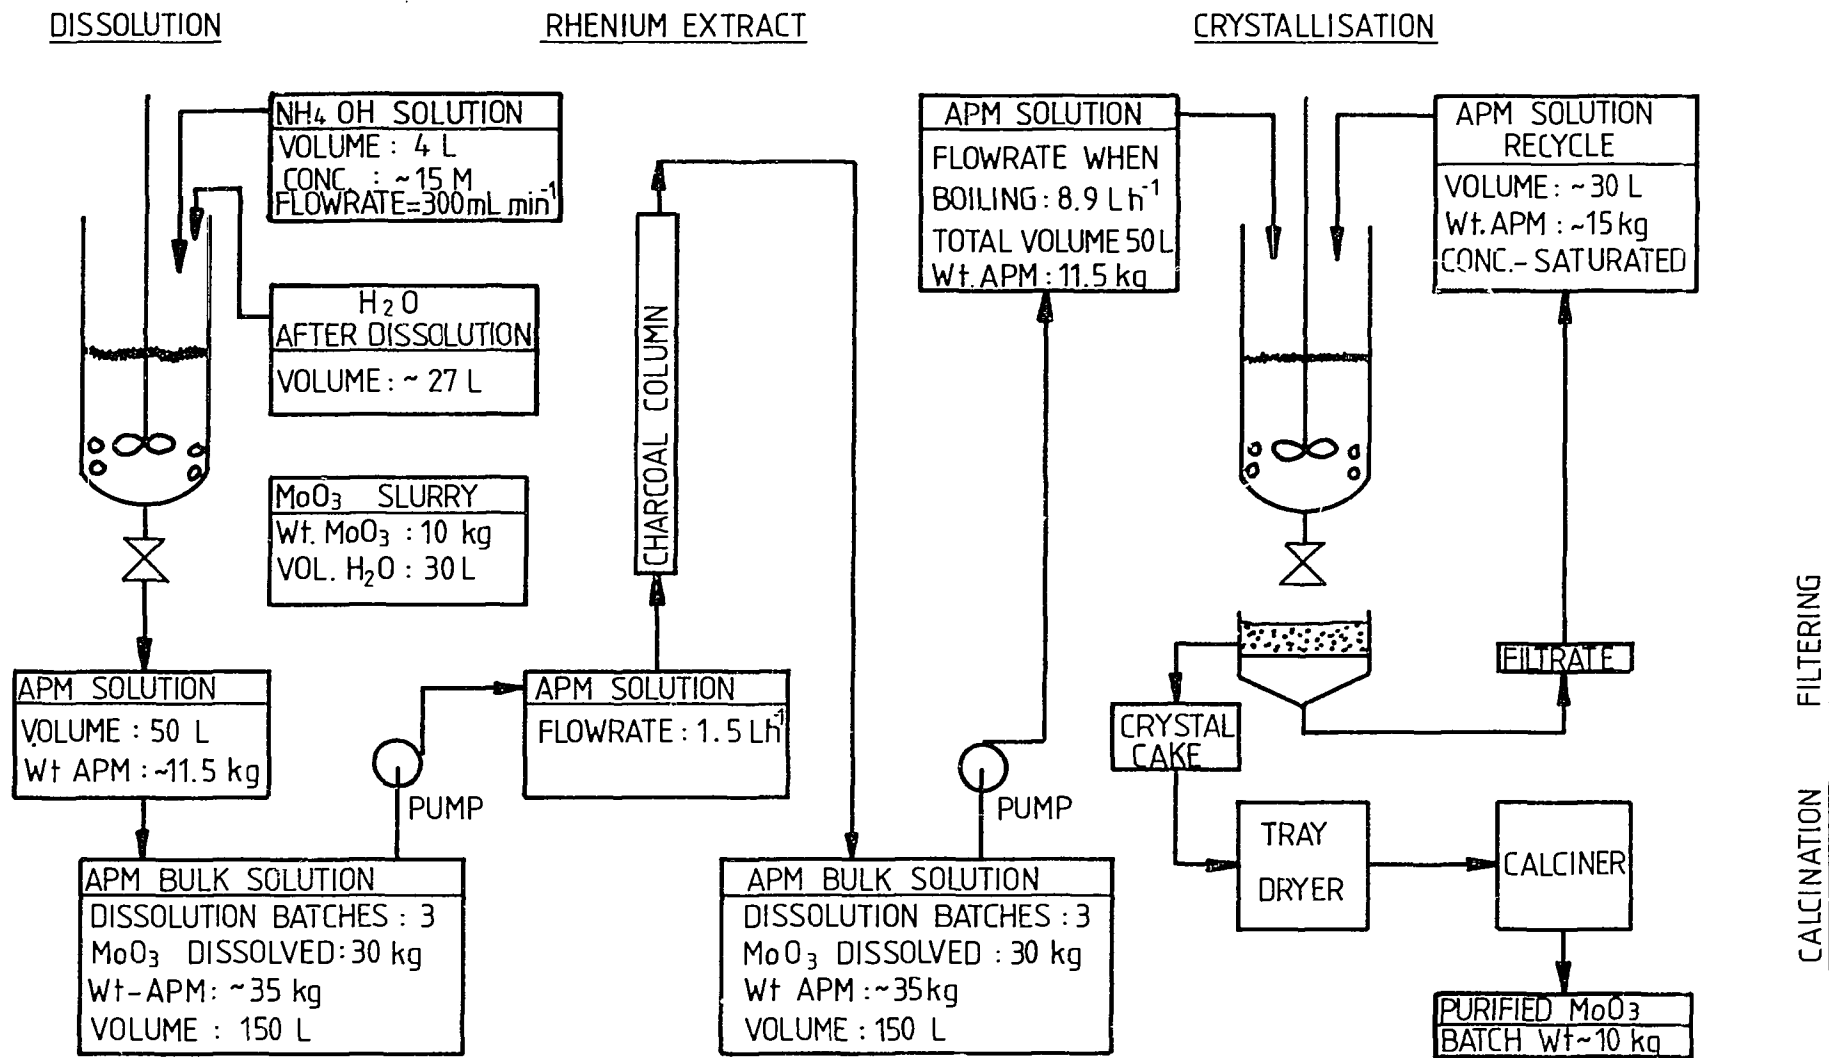 DISSOLUTION
RHENIUM EXTRACT
CRYSTALLISATION
NH4 OH SOLUTION
VOLUME : 4 L
CONC. : ~15 M
FLOWRATE=300mL min⁻¹
H2O
AFTER DISSOLUTION
VOLUME : ~ 27 L
MoO3 SLURRY
Wt. MoO3 : 10 kg
VOL. H2O : 30 L
APM SOLUTION
VOLUME : 50 L
Wt APM : ~11.5 kg
APM BULK SOLUTION
DISSOLUTION BATCHES : 3
MoO3 DISSOLVED : 30 kg
Wt-APM : ~35 kg
VOLUME : 150 L
PUMP
APM SOLUTION
FLOWRATE : 1.5 Lh⁻¹
CHARCOAL COLUMN
APM BULK SOLUTION
DISSOLUTION BATCHES : 3
MoO3 DISSOLVED : 30 kg
Wt APM : ~35kg
VOLUME : 150 L
PUMP
APM SOLUTION
FLOWRATE WHEN
BOILING : 8.9 Lh⁻¹
TOTAL VOLUME 50L
Wt. APM : 11.5 kg
APM SOLUTION
RECYCLE
VOLUME : ~30 L
Wt. APM : ~15 kg
CONC.- SATURATED
FILTRATE
CRYSTAL
CAKE
TRAY
DRYER
CALCINER
PURIFIED MoO3
BATCH Wt~10 kg
FILTERING
CALCINATION